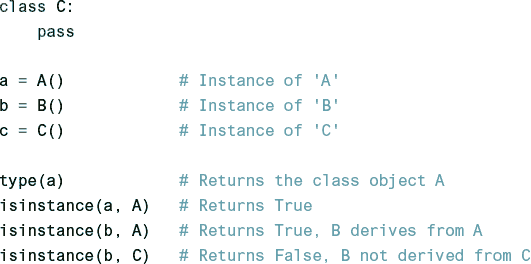 class C:
    pass

a = A()            # Instance of 'A'
b = B()            # Instance of 'B'
c = C()            # Instance of 'C'

type(a)            # Returns the class object A
isinstance(a, A)   # Returns True
isinstance(b, A)   # Returns True, B derives from A
isinstance(b, C)   # Returns False, B not derived from C